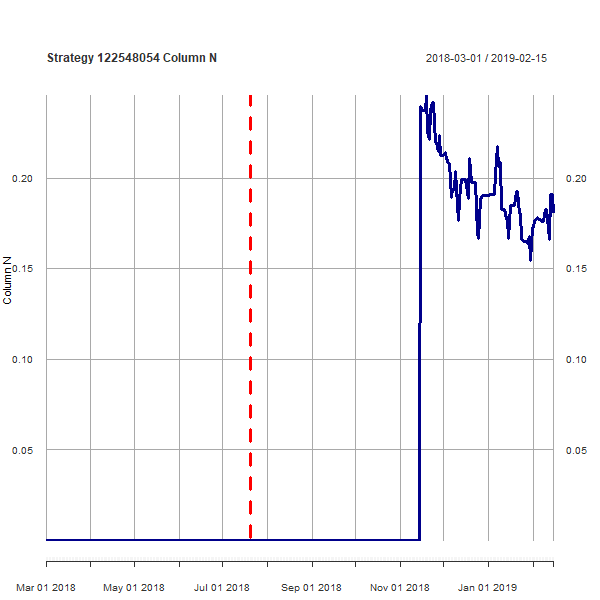 Strategy 122548054 Column N
2018-03-01 / 2019-02-15
Column N
0.20
0.15
0.10
0.05
0.20
0.15
0.10
0.05
Mar 01 2018
May 01 2018
Jul 01 2018
Sep 01 2018
Nov 01 2018
Jan 01 2019